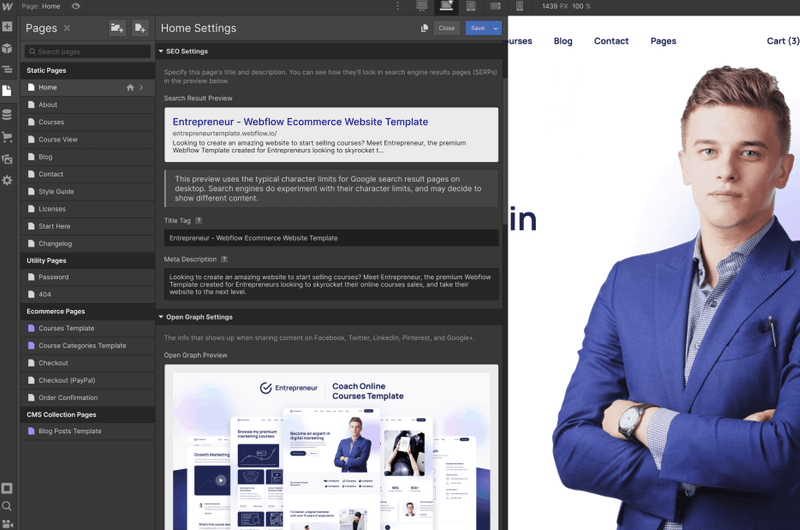 Page: Home
1439 PX 100 %
Pages
Home Settings
Close
Save
Search pages
Static Pages
Home
About
Courses
Course View
Blog
Contact
Style Guide
Licenses
Start Here
Changelog
Utility Pages
Password
404
Ecommerce Pages
Courses Template
Course Categories Template
Checkout
Checkout (PayPal)
Order Confirmation
CMS Collection Pages
Blog Posts Template
SEO Settings
Specify this page's title and description. You can see how they'll look in search engine results pages (SERPs)
in the preview below.
Search Result Preview
Entrepreneur - Webflow Ecommerce Website Template
entrepreneurtemplate.webflow.io/
Looking to create an amazing website to start selling courses? Meet Entrepreneur, the premium
Webflow Template created for Entrepreneurs looking to skyrocket t...
This preview uses the typical character limits for Google search result pages on
desktop. Search engines do experiment with their character limits, and may decide to
show different content.
Title Tag ?
Entrepreneur - Webflow Ecommerce Website Template
Meta Description ?
Looking to create an amazing website to start selling courses? Meet Entrepreneur, the premium Webflow
Template created for Entrepreneurs looking to skyrocket their online courses sales, and take their
website to the next level.
Open Graph Settings
The info that shows up when sharing content on Facebook, Twitter, Linkedin, Pinterest, and Google+.
Open Graph Preview
Entrepreneur
Coach Online
Courses Template
Browse my premium
marketing courses
Become an expert in
digital marketing
Growth Marketing
ourses
Blog
Contact
Pages
Cart (3)
in